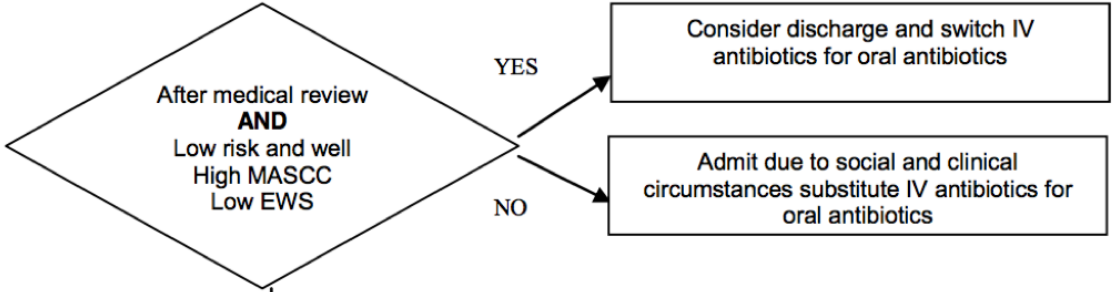 After medical review
AND
Low risk and well
High MASCC
Low EWS
YES
Consider discharge and switch IV
antibiotics for oral antibiotics
NO
Admit due to social and clinical
circumstances substitute IV antibiotics for
oral antibiotics